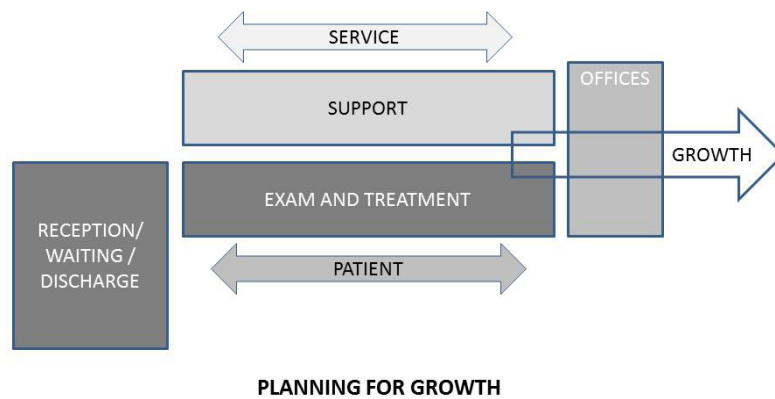 SERVICE
SUPPORT
OFFICES
GROWTH
EXAM AND TREATMENT
RECEPTION/
WAITING /
DISCHARGE
PATIENT
PLANNING FOR GROWTH